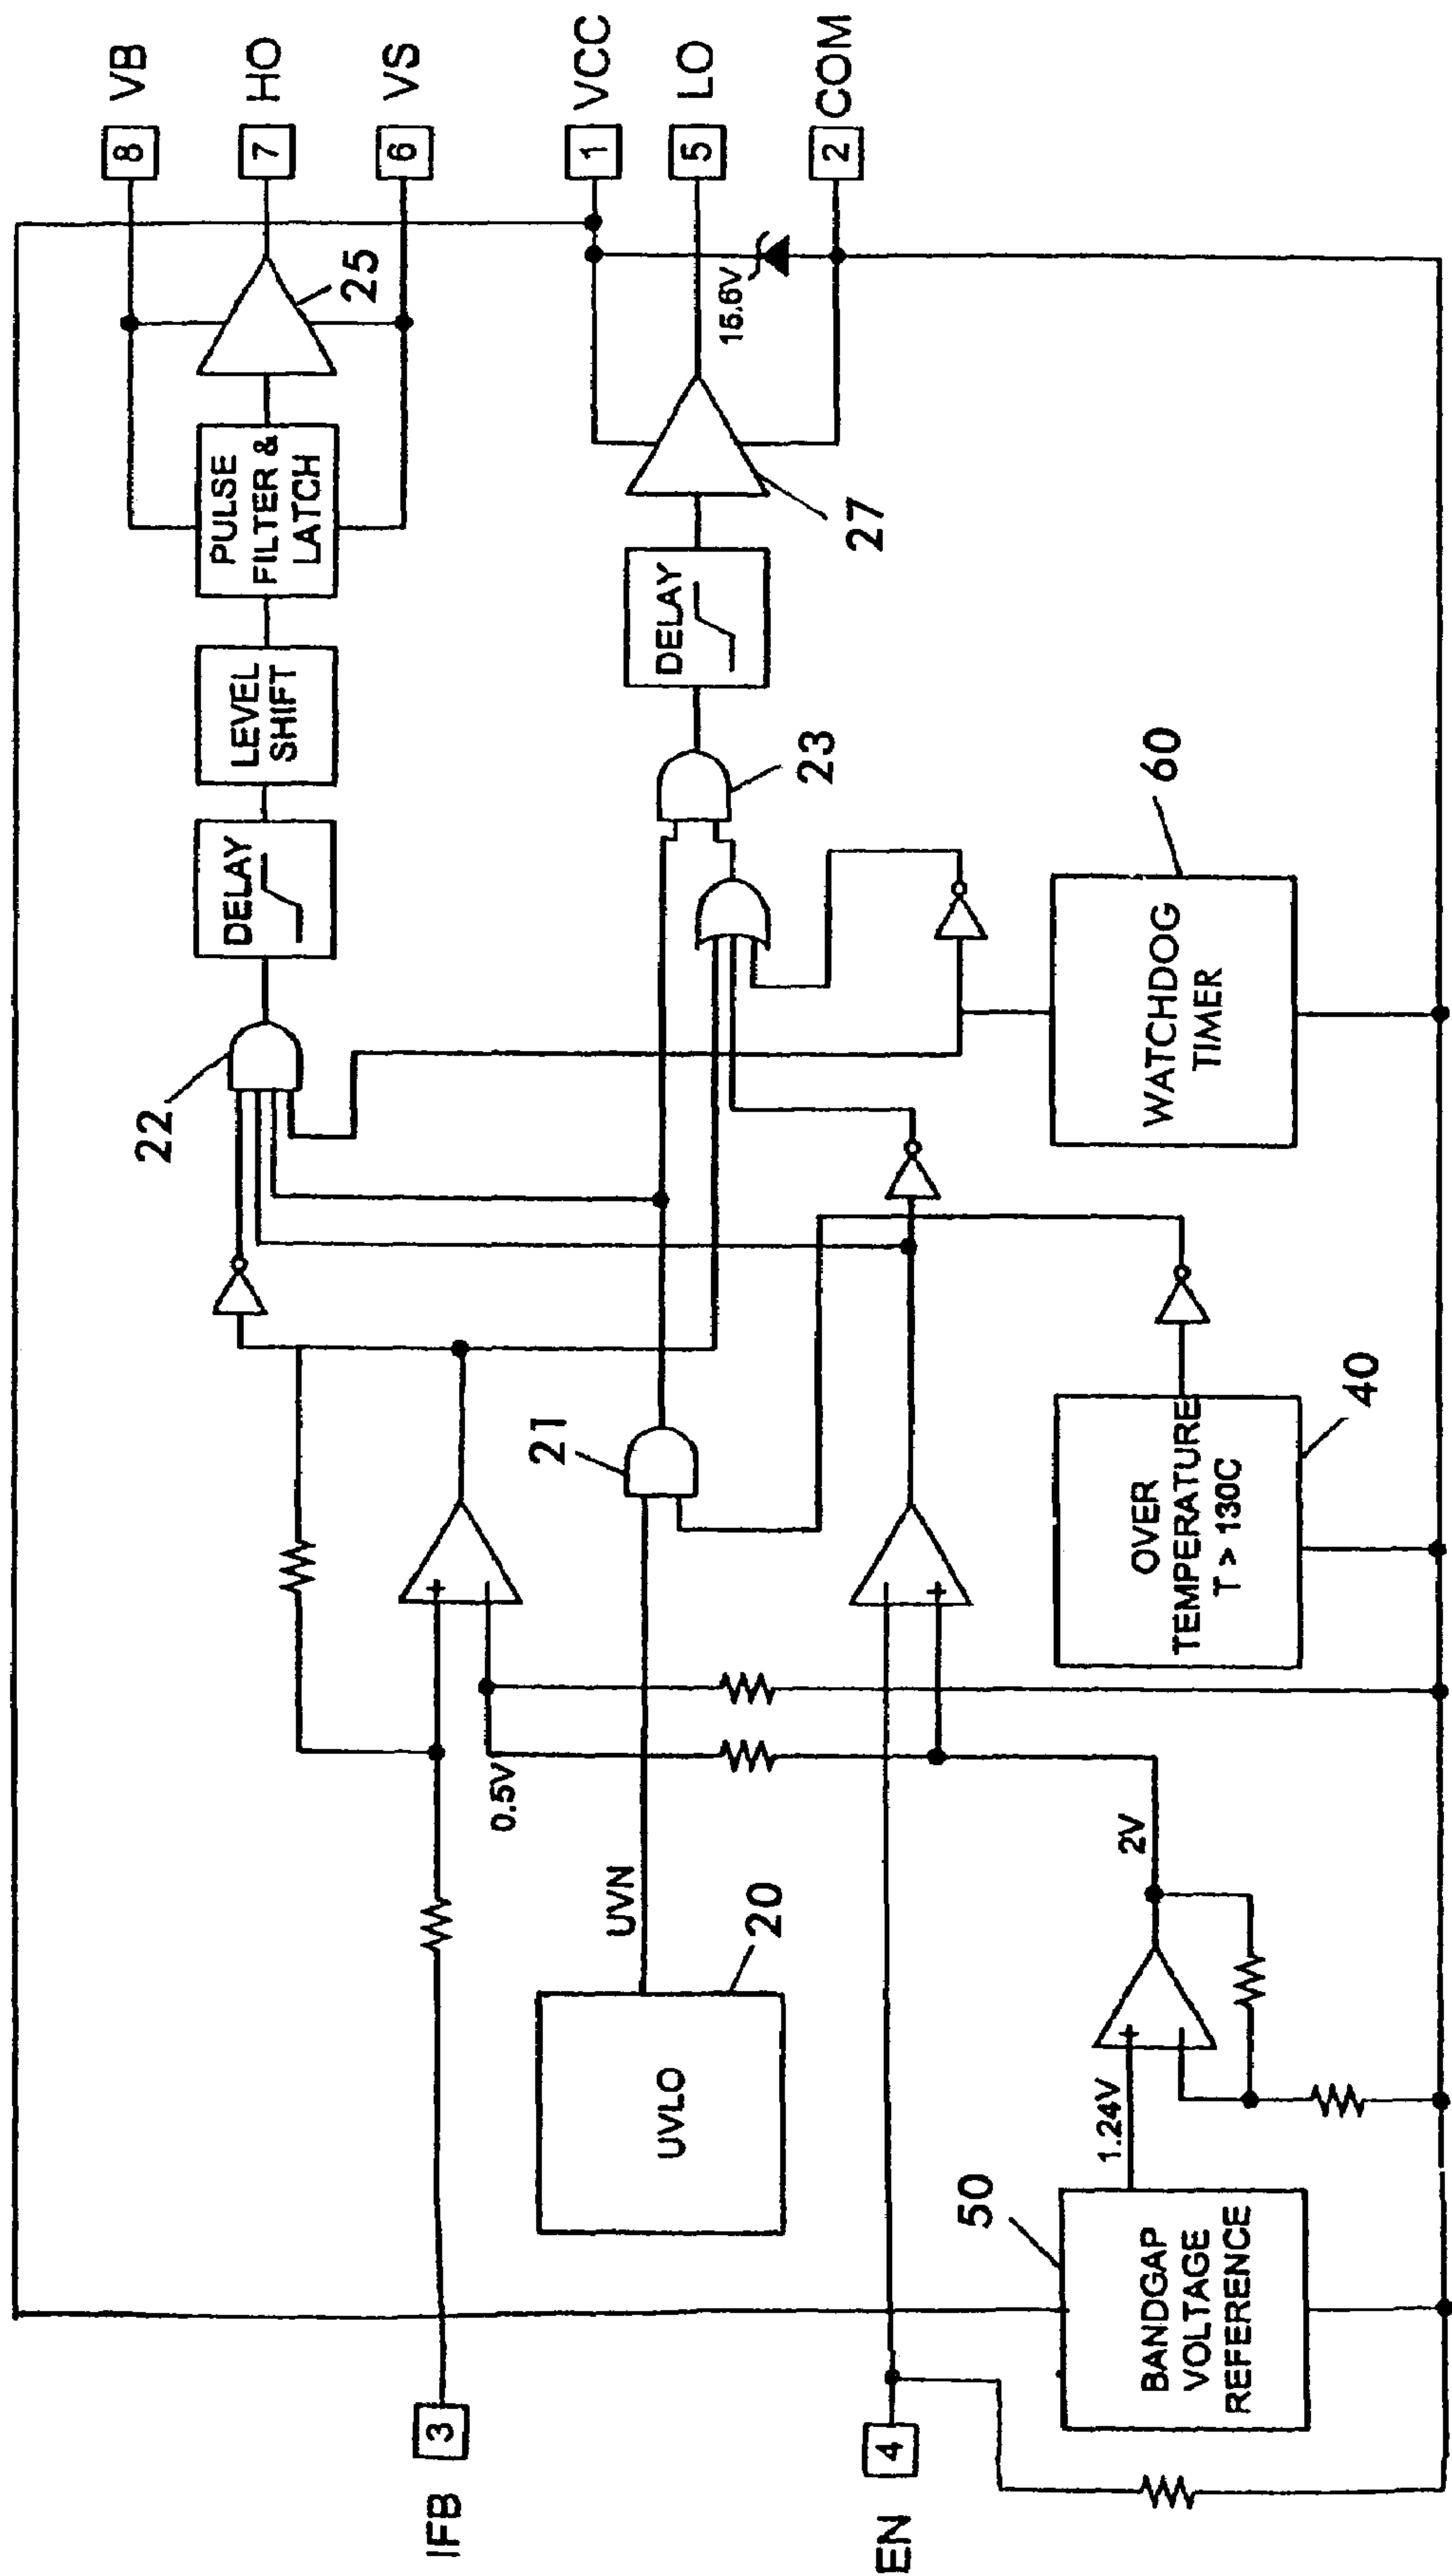 IFB
3
EN
4
BANDGAP
VOLTAGE
REFERENCE
50
1.24V
2V
UVLO
20
UVN
0.5V
+
+
+
21
OVER
TEMPERATURE
T > 130C
40
22
23
WATCHDOG
TIMER
60
DELAY
LEVEL
SHIFT
PULSE
FILTER &
LATCH
25
DELAY
27
15.6V
8
VB
7
HO
6
VS
1
VCC
5
LO
2
COM